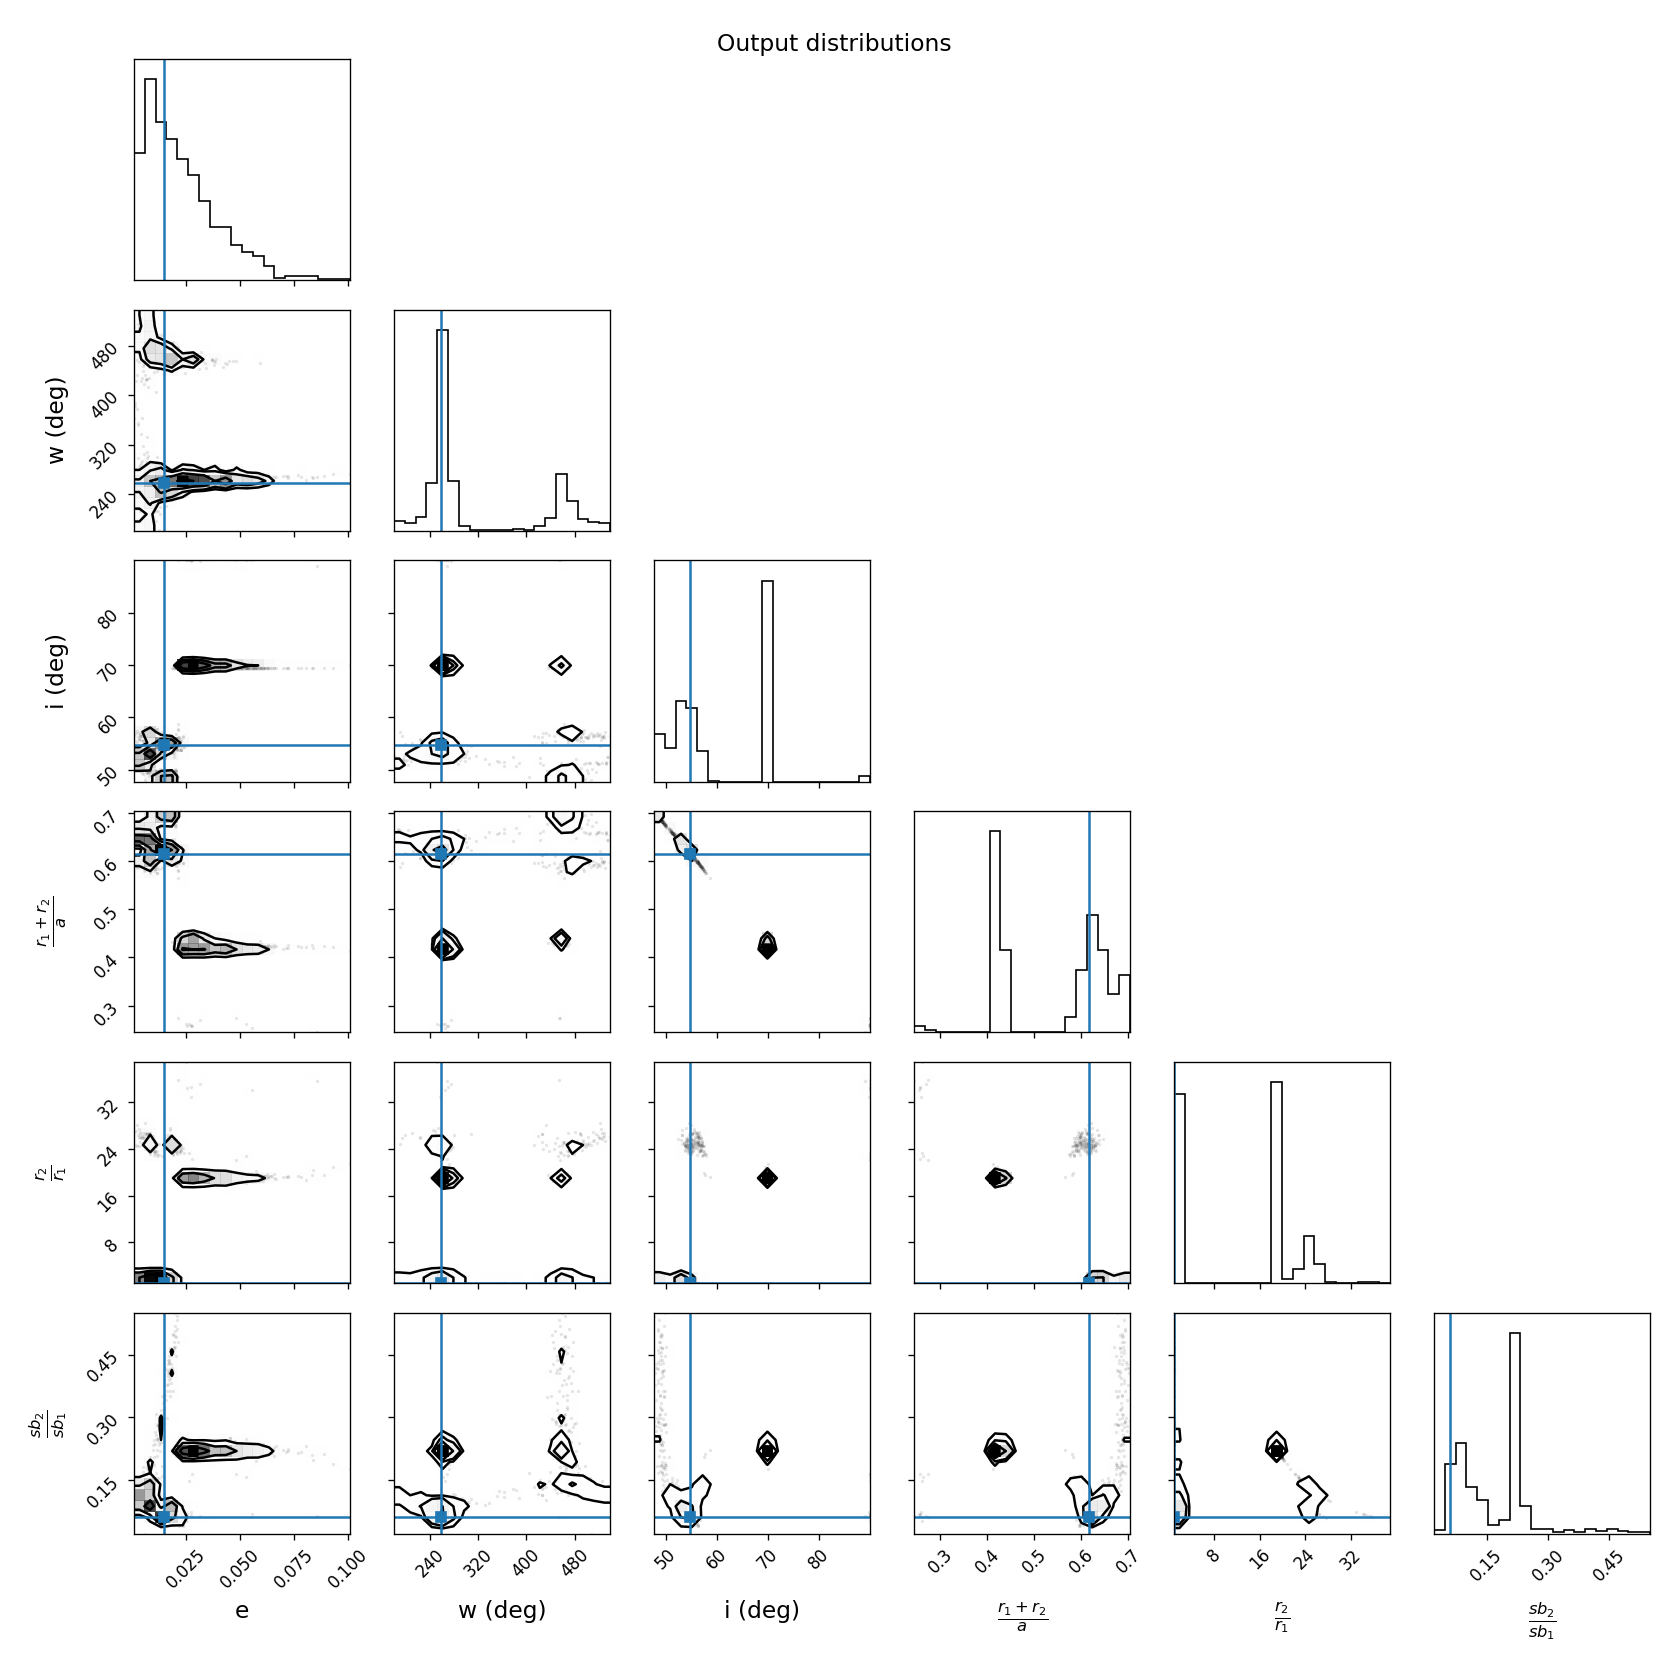 Output distributions
w (deg)
480
400
320
240
i (deg)
80
70
60
50
r₁ + r₂ / a
0.7
0.6
0.5
0.4
0.3
r₂ / r₁
32
24
16
8
sb₂ / sb₁
0.45
0.30
0.15
0.025 0.050 0.075 0.100
240 320 400 480
50 60 70 80
0.3 0.4 0.5 0.6 0.7
8 16 24 32
0.15 0.30 0.45
e
w (deg)
i (deg)
r₁ + r₂ / a
r₂ / r₁
sb₂ / sb₁